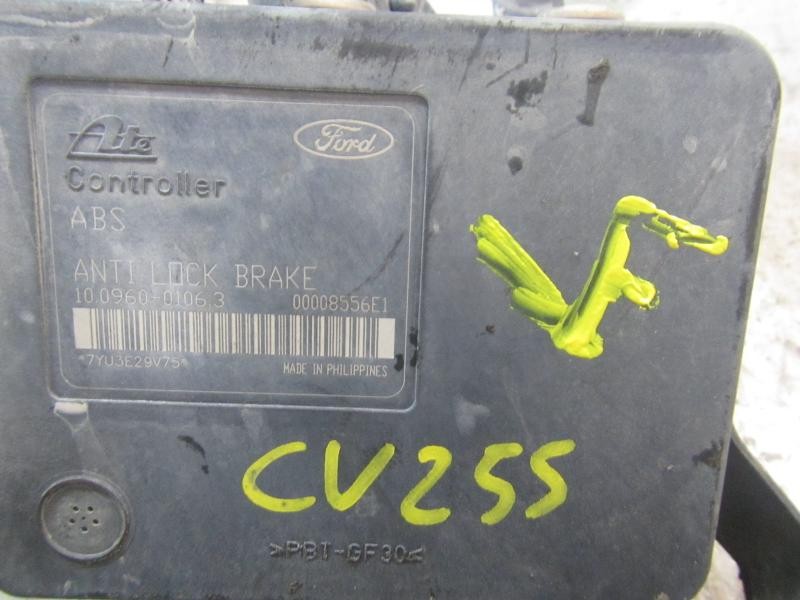 Ate
Ford
Controller
ABS
ANTI LOCK BRAKE
10.0960-0106.3 00008556E1
*7YU3E29V75*
MADE IN PHILIPPINES
CV255
>PBT-GF30<